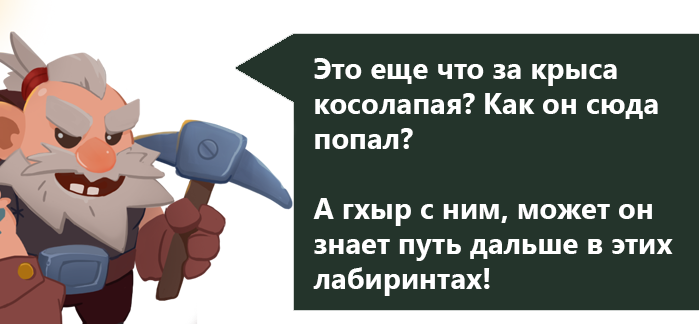 Это еще что за крыса
косолапая? Как он сюда
попал?
А гхыр с ним, может он
знает путь дальше в этих
лабиринтах!